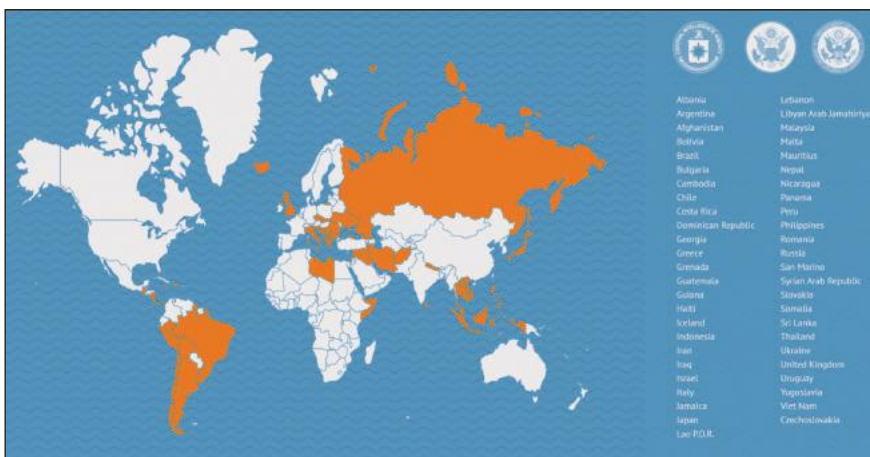 Albania
Argentina
Afghanistan
Bolivia
Brazil
Bulgaria
Cambodia
Chile
Costa Rica
Dominican Republic
Georgia
Greece
Grenada
Guatemala
Guiana
Haiti
Iceland
Indonesia
Iran
Iraq
Israel
Italy
Jamaica
Japan
Lao P.D.R.
Lebanon
Libyan Arab Jamahiriya
Malaysia
Malta
Mauritius
Nepal
Nicaragua
Panama
Peru
Philippines
Romania
Russia
San Marino
Syrian Arab Republic
Slovakia
Somalia
Sri Lanka
Thailand
Ukraine
United Kingdom
Uruguay
Yugoslavia
Viet Nam
Czechoslovakia